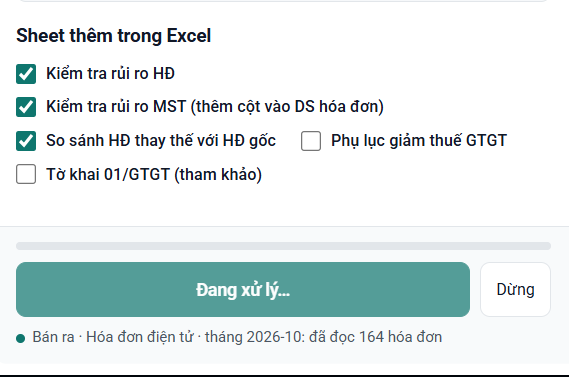 Sheet thêm trong Excel
Kiểm tra rủi ro HĐ
Kiểm tra rủi ro MST (thêm cột vào DS hóa đơn)
So sánh HĐ thay thế với HĐ gốc Phụ lục giảm thuế GTGT
Tờ khai 01/GTGT (tham khảo)
Đang xử lý... Dừng
Bán ra · Hóa đơn điện tử · tháng 2026-10: đã đọc 164 hóa đơn